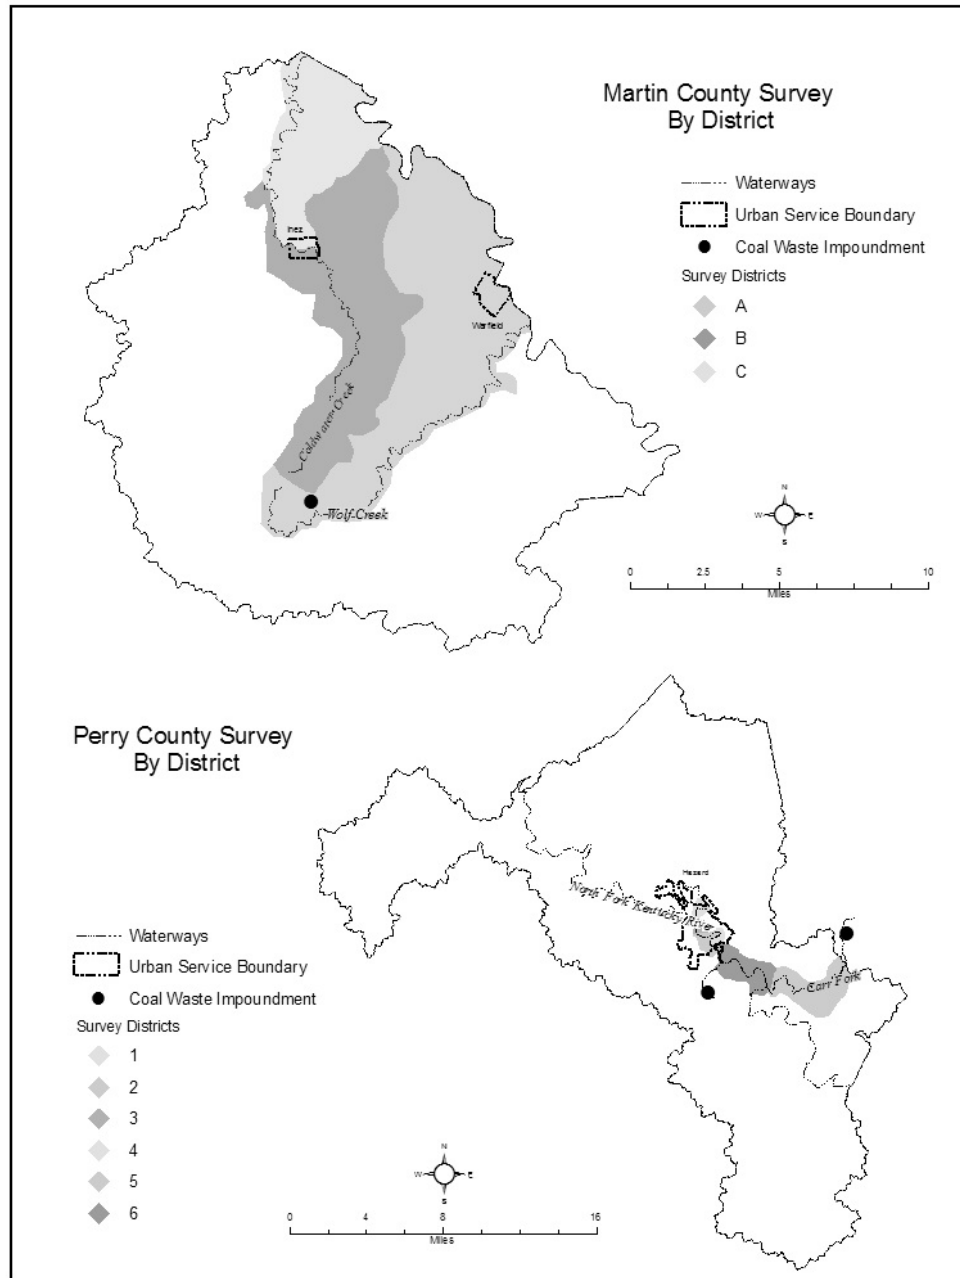 Martin County Survey
By District
Waterways
Urban Service Boundary
Coal Waste Impoundment
Survey Districts
A
B
C
Inez
Warfield
Coldwater Creek
Wolf Creek
N
W E
S
0 2.5 5 10
Miles
Perry County Survey
By District
Hazard
North Fork Kentucky River
Carr Fork
Waterways
Urban Service Boundary
Coal Waste Impoundment
Survey Districts
1
2
3
4
5
6
N
W E
S
0 4 8 16
Miles